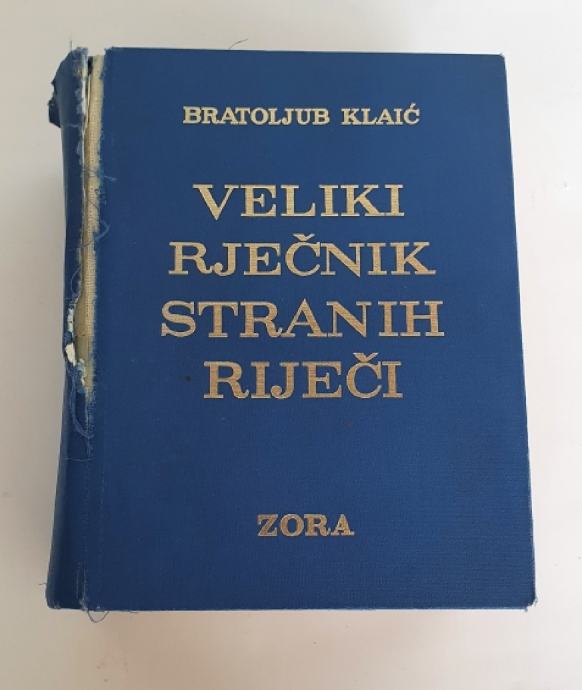 BRATOLJUB KLAIĆ
VELIKI
RJEČNIK
STRANIH
RIJEČI
ZORA